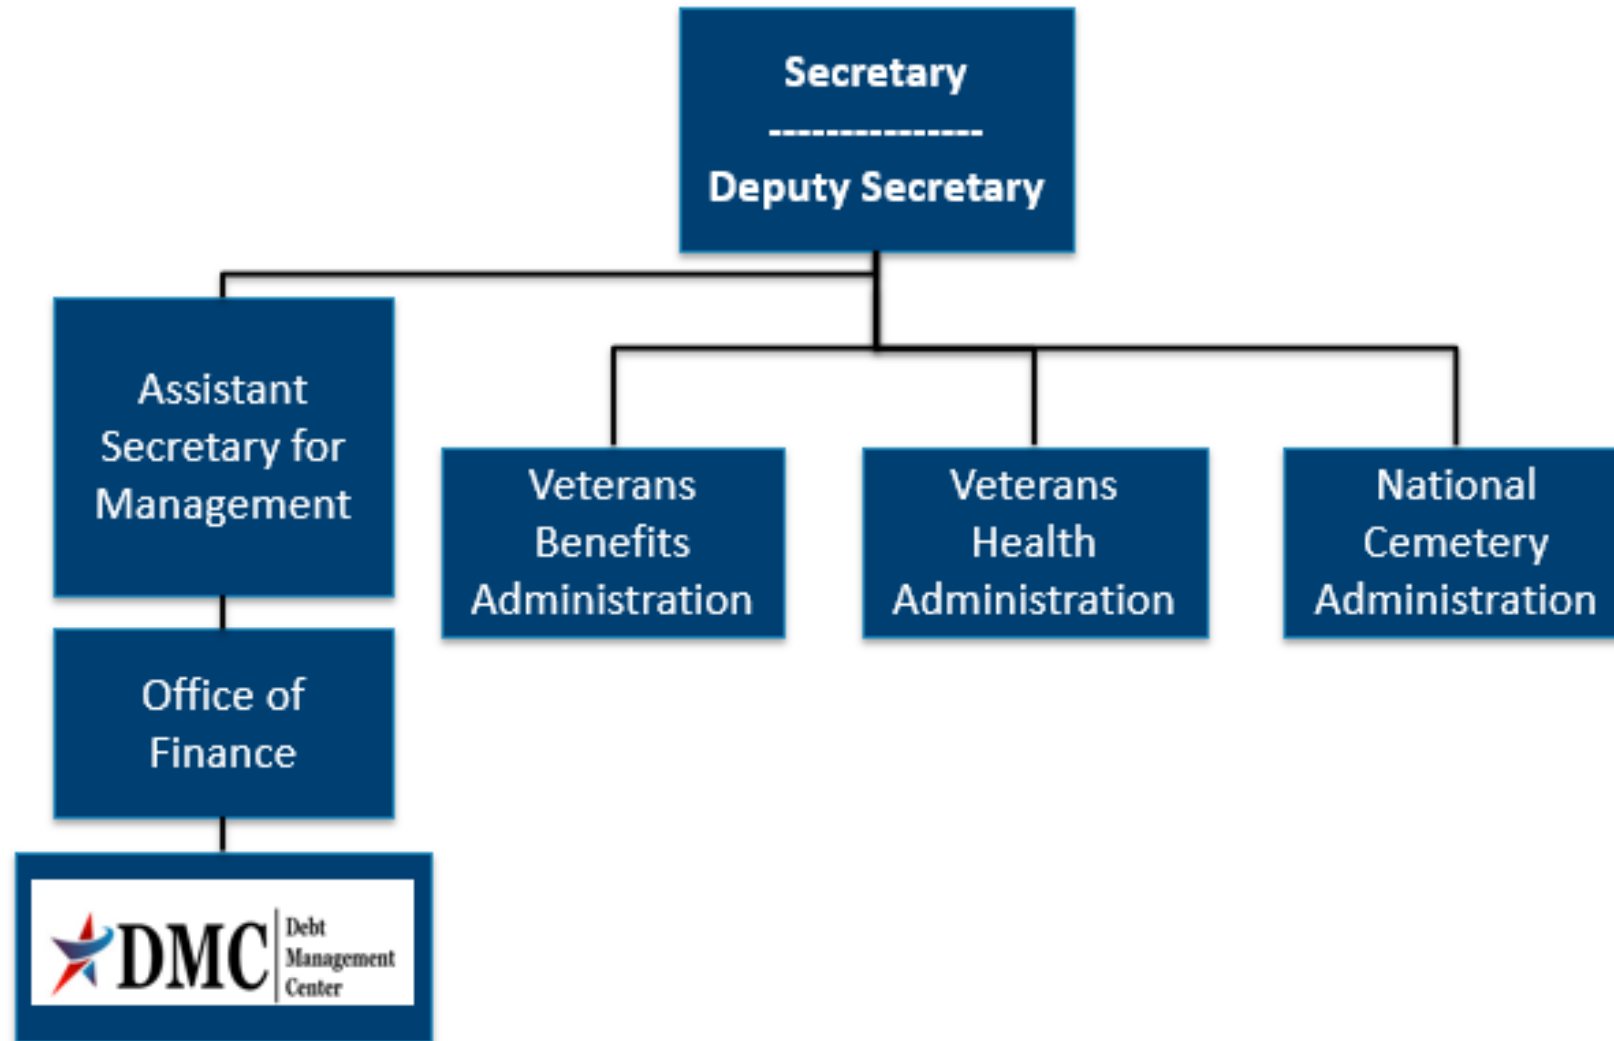 Secretary
---------------
Deputy Secretary
Assistant
Secretary for
Management
Veterans
Benefits
Administration
Veterans
Health
Administration
National
Cemetery
Administration
Office of
Finance
DMC
Debt
Management
Center